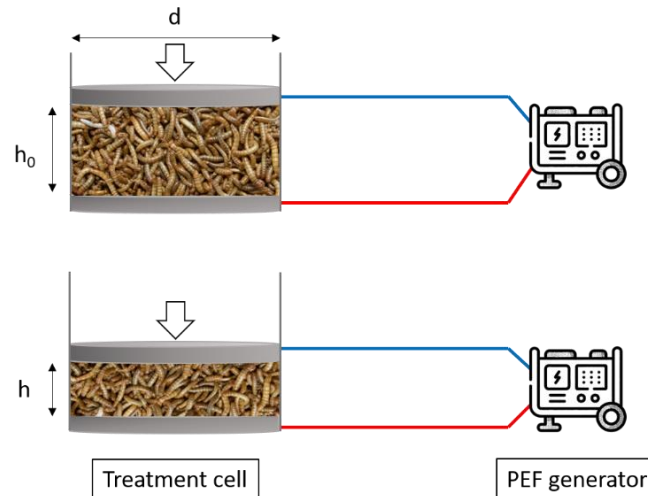 d
h₀
h
Treatment cell
PEF generator